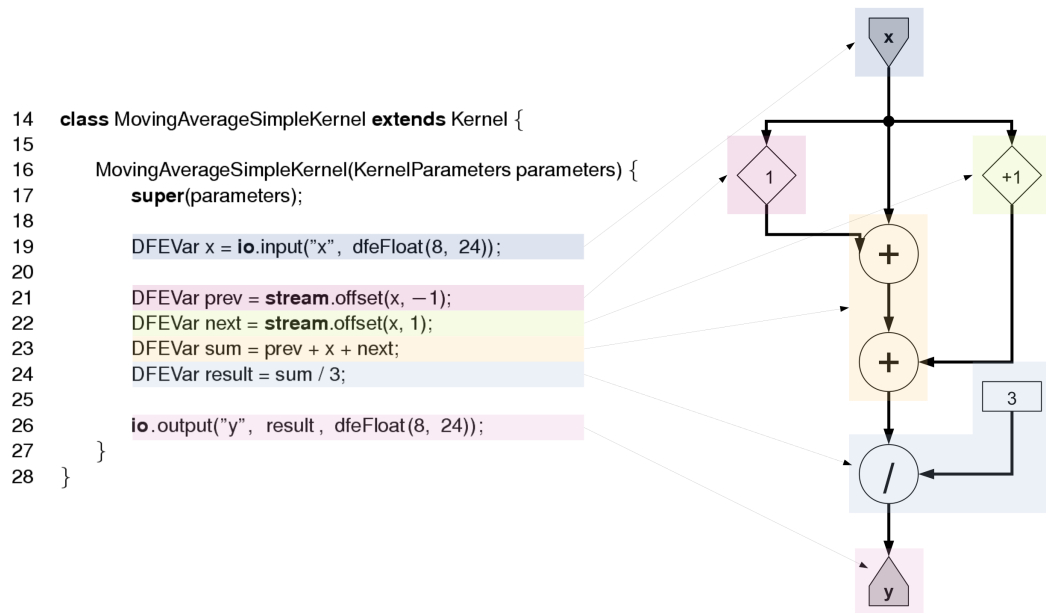 14 class MovingAverageSimpleKernel extends Kernel {
15
16 MovingAverageSimpleKernel(KernelParameters parameters) {
17 super(parameters);
18
19 DFEVar x = io.input(”x”, dfeFloat(8, 24));
20
21 DFEVar prev = stream.offset(x, −1);
22 DFEVar next = stream.offset(x, 1);
23 DFEVar sum = prev + x + next;
24 DFEVar result = sum / 3;
25
26 io.output(”y”, result, dfeFloat(8, 24));
27 }
28 }
x
1
+1
+
+
3
/
y